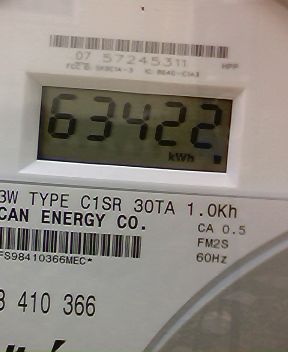 07 57245311
HPP
63422
kWh
3W TYPE C1SR 30TA 1.0Kh
CAN ENERGY CO.
CA 0.5
FM2S
60Hz
FS98410366MEC*
410 366